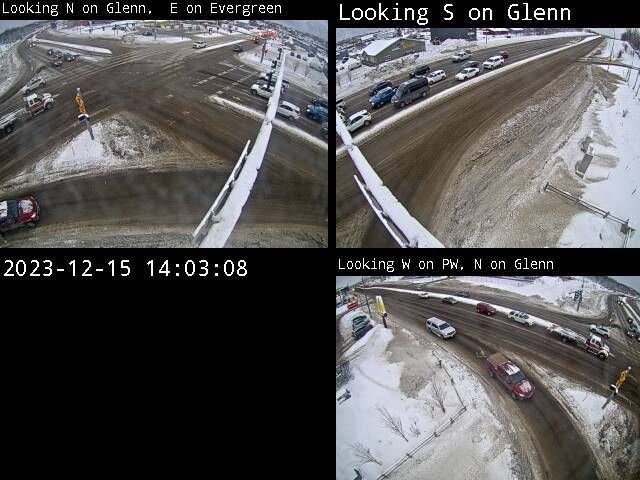 Looking N on Glenn,  E on Evergreen
Looking S on Glenn
2023-12-15 14:03:08
Looking W on PW, N on Glenn